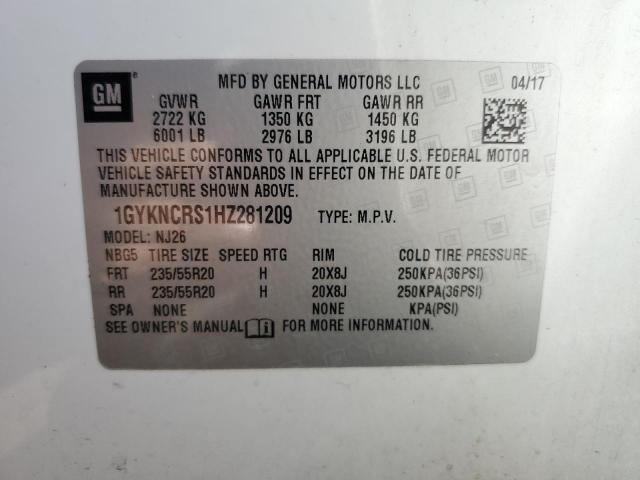 GM ®
MFD BY GENERAL MOTORS LLC 04/17
GVWR GAWR FRT GAWR RR
2722 KG 1350 KG 1450 KG
6001 LB 2976 LB 3196 LB
THIS VEHICLE CONFORMS TO ALL APPLICABLE U.S. FEDERAL MOTOR
VEHICLE SAFETY STANDARDS IN EFFECT ON THE DATE OF
MANUFACTURE SHOWN ABOVE.
1GYKNCRS1HZ281209 TYPE: M.P.V.
MODEL: NJ26
NBG5 TIRE SIZE SPEED RTG RIM COLD TIRE PRESSURE
FRT 235/55R20 H 20X8J 250KPA(36PSI)
RR 235/55R20 H 20X8J 250KPA(36PSI)
SPA NONE NONE KPA(PSI)
SEE OWNER'S MANUAL FOR MORE INFORMATION.